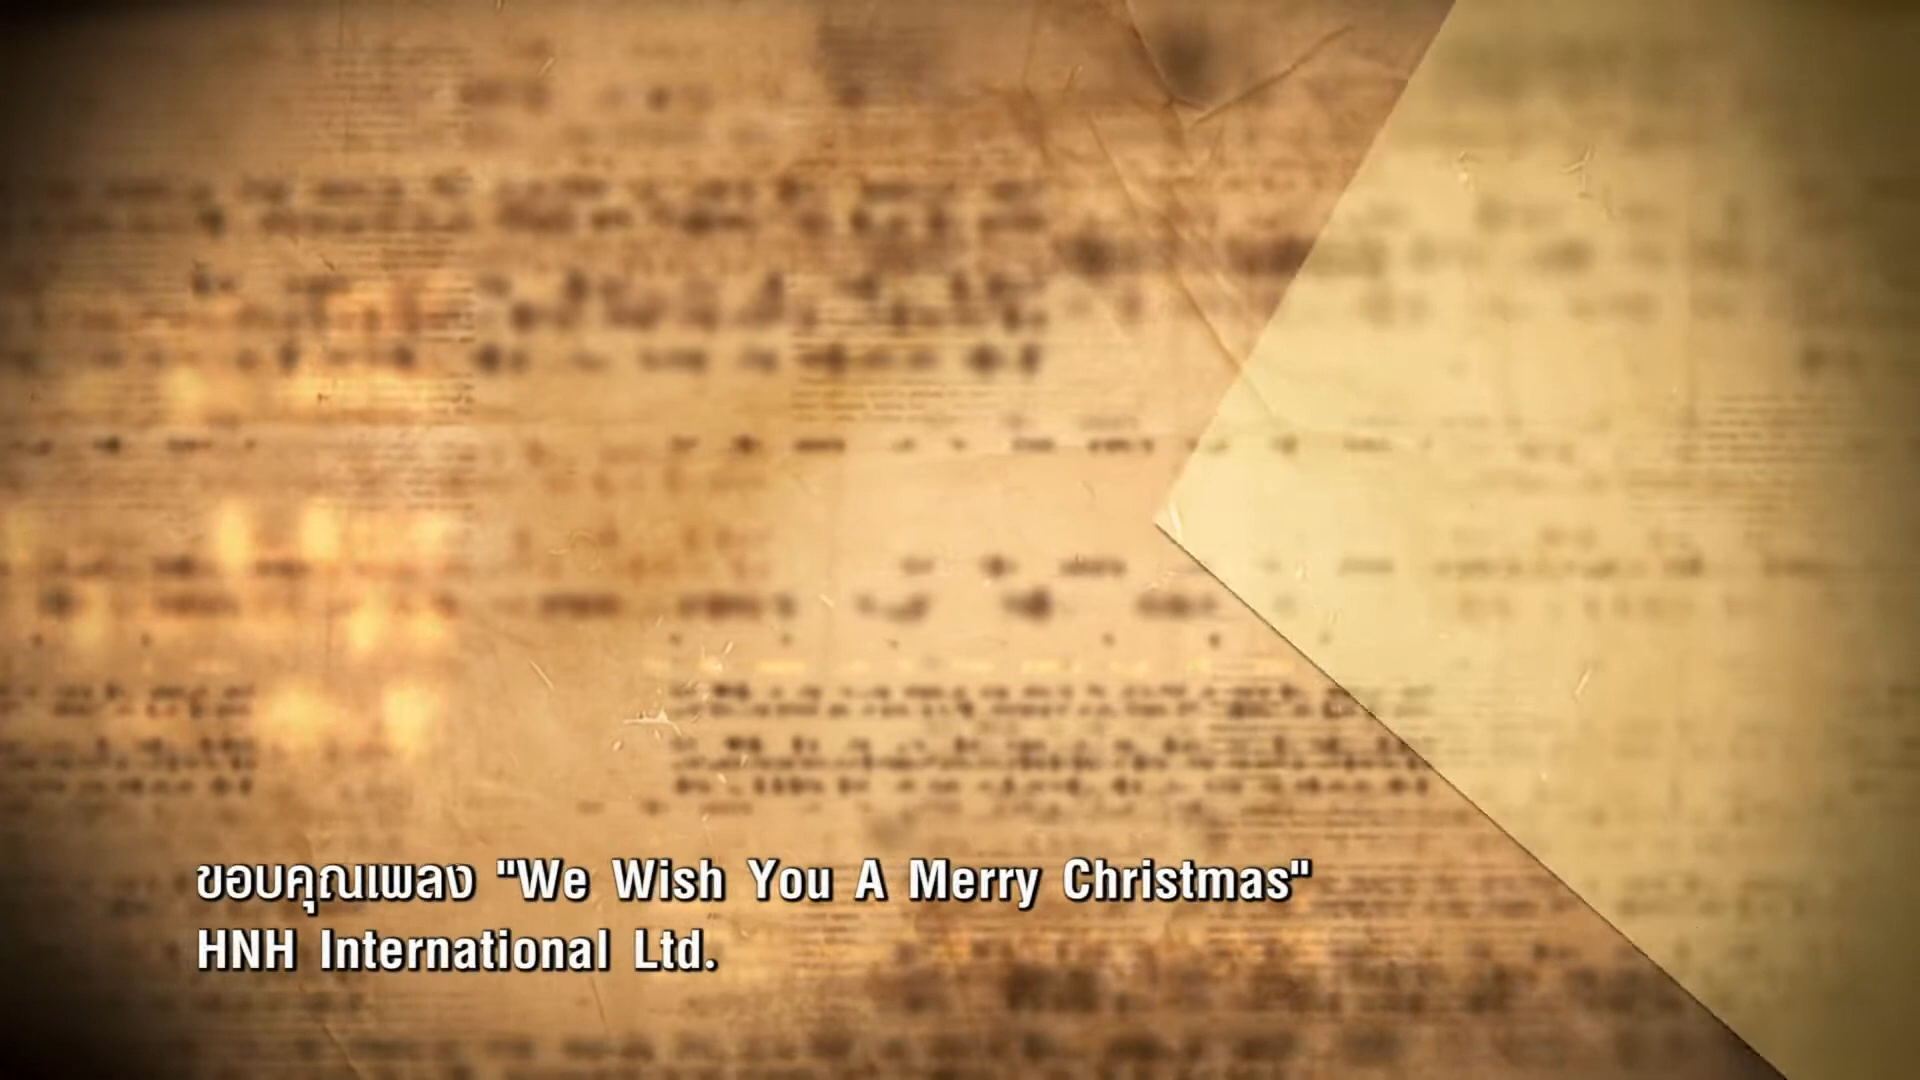 ขอบคุณเพลง "We Wish You A Merry Christmas"
HNH International Ltd.